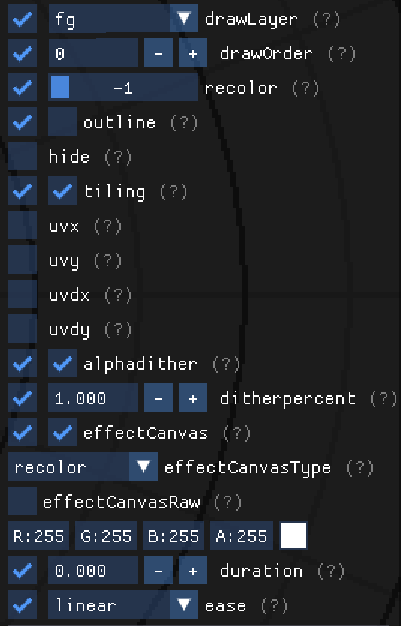 fg drawLayer (?)
0 - + drawOrder (?)
-1 recolor (?)
outline (?)
hide (?)
tiling (?)
uvx (?)
uvy (?)
uvdx (?)
uvdy (?)
alphadither (?)
1.000 - + ditherpercent (?)
effectCanvas (?)
recolor effectCanvasType (?)
effectCanvasRaw (?)
R:255 G:255 B:255 A:255
0.000 - + duration (?)
linear ease (?)